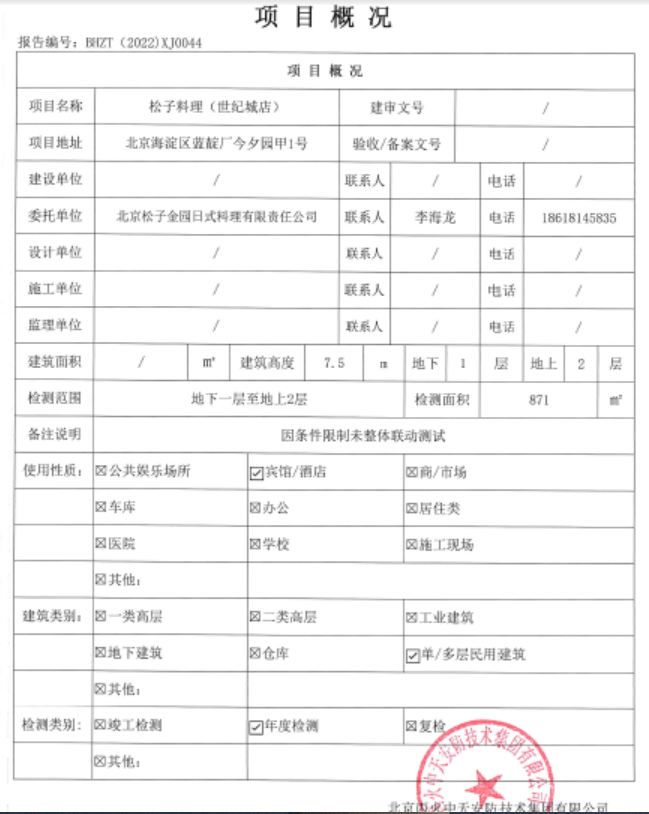 项目概况
报告编号：BHZT（2022)XJ0044
项目概况
项目名称 松子料理（世纪城店） 建审文号 /
项目地址 北京海淀区蓝靛厂今夕园甲1号 验收/备案文号 /
建设单位 / 联系人 / 电话 /
委托单位 北京松子金园日式料理有限责任公司 联系人 李海龙 电话 18618145835
设计单位 / 联系人 / 电话 /
施工单位 / 联系人 / 电话 /
监理单位 / 联系人 / 电话 /
建筑面积 / m² 建筑高度 7.5 m 地下 1 层 地上 2 层
检测范围 地下一层至地上2层 检测面积 871 m²
备注说明 因条件限制未整体联动测试
使用性质： ☒公共娱乐场所 ☑宾馆/酒店 ☒商/市场
☒车库 ☒办公 ☒居住类
☒医院 ☒学校 ☒施工现场
☒其他：
建筑类别： ☒一类高层 ☒二类高层 ☒工业建筑
☒地下建筑 ☒仓库 ☑单/多层民用建筑
☒其他：
检测类别： ☒竣工检测 ☑年度检测 ☒复检
☒其他：
火中天安防技术集团有限公司
北京丙火中天安防技术集团有限公司